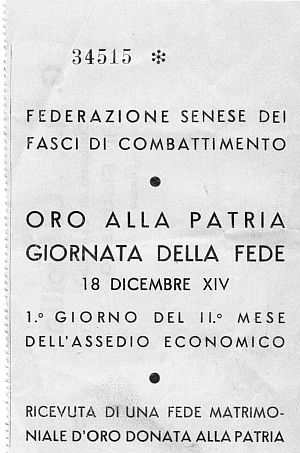 34515 ✻
FEDERAZIONE SENESE DEI
FASCI DI COMBATTIMENTO
●
ORO ALLA PATRIA
GIORNATA DELLA FEDE
18 DICEMBRE XIV
1.º GIORNO DEL II.º MESE
DELL'ASSEDIO ECONOMICO
●
RICEVUTA DI UNA FEDE MATRIMO-
NIALE D'ORO DONATA ALLA PATRIA